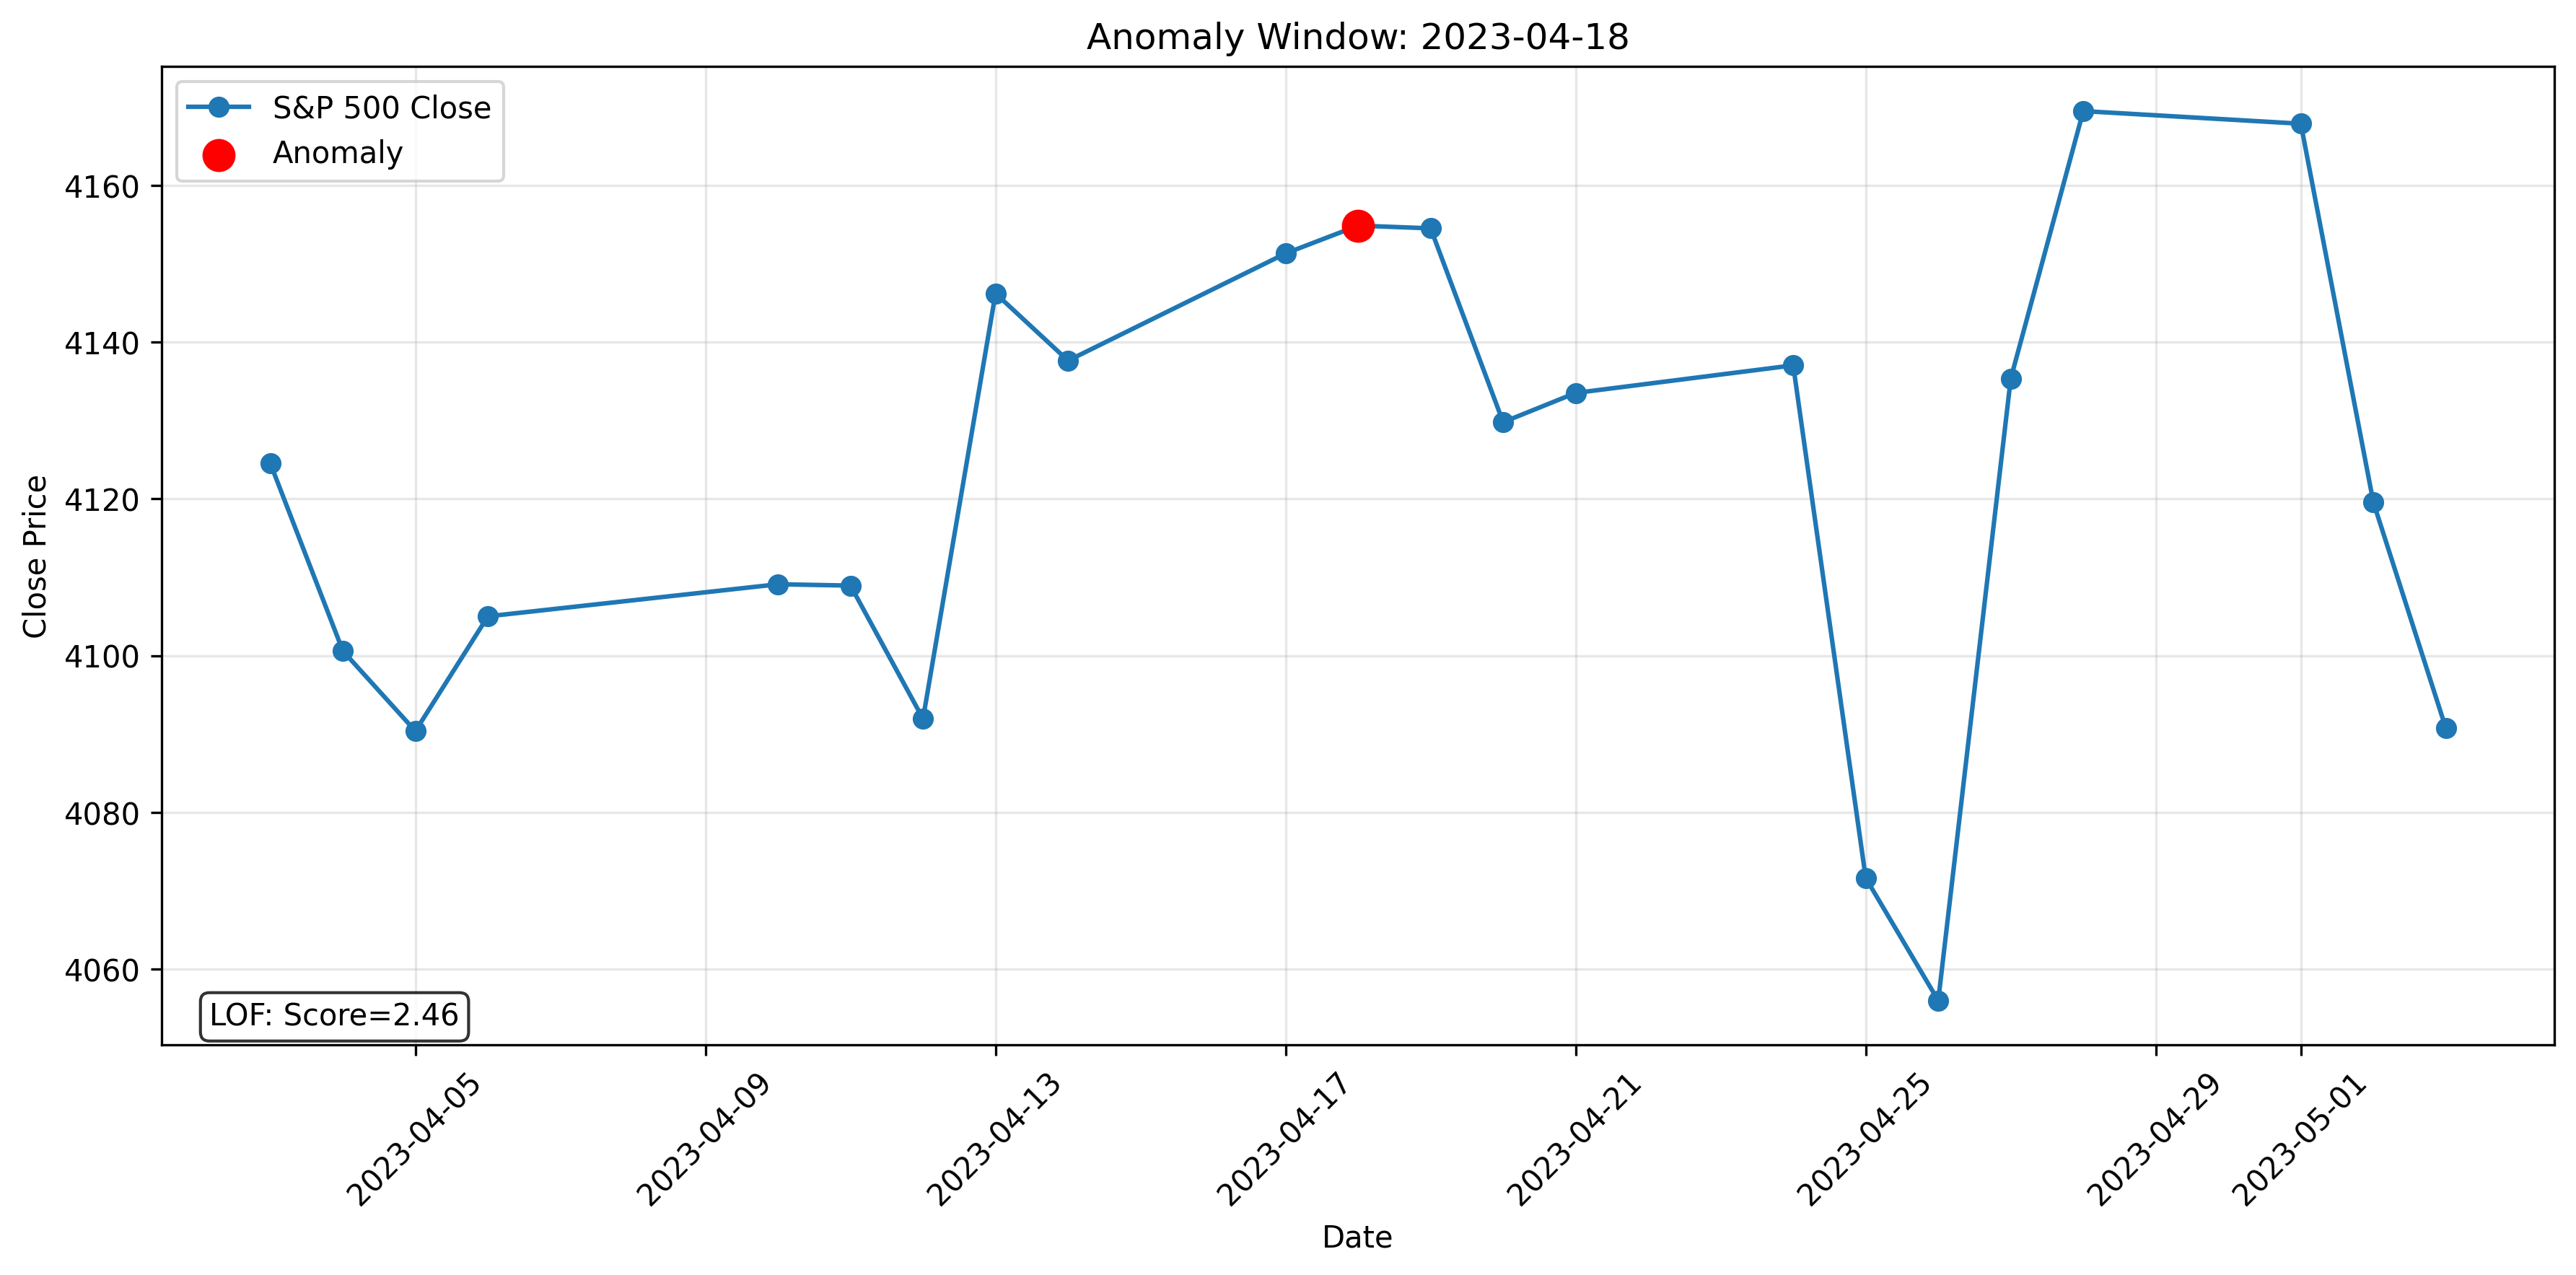 Anomaly Window: 2023-04-18
S&P 500 Close
Anomaly
4160
4140
4120
4100
4080
4060
Close Price
LOF: Score=2.46
2023-04-05
2023-04-09
2023-04-13
2023-04-17
2023-04-21
2023-04-25
2023-04-29
2023-05-01
Date